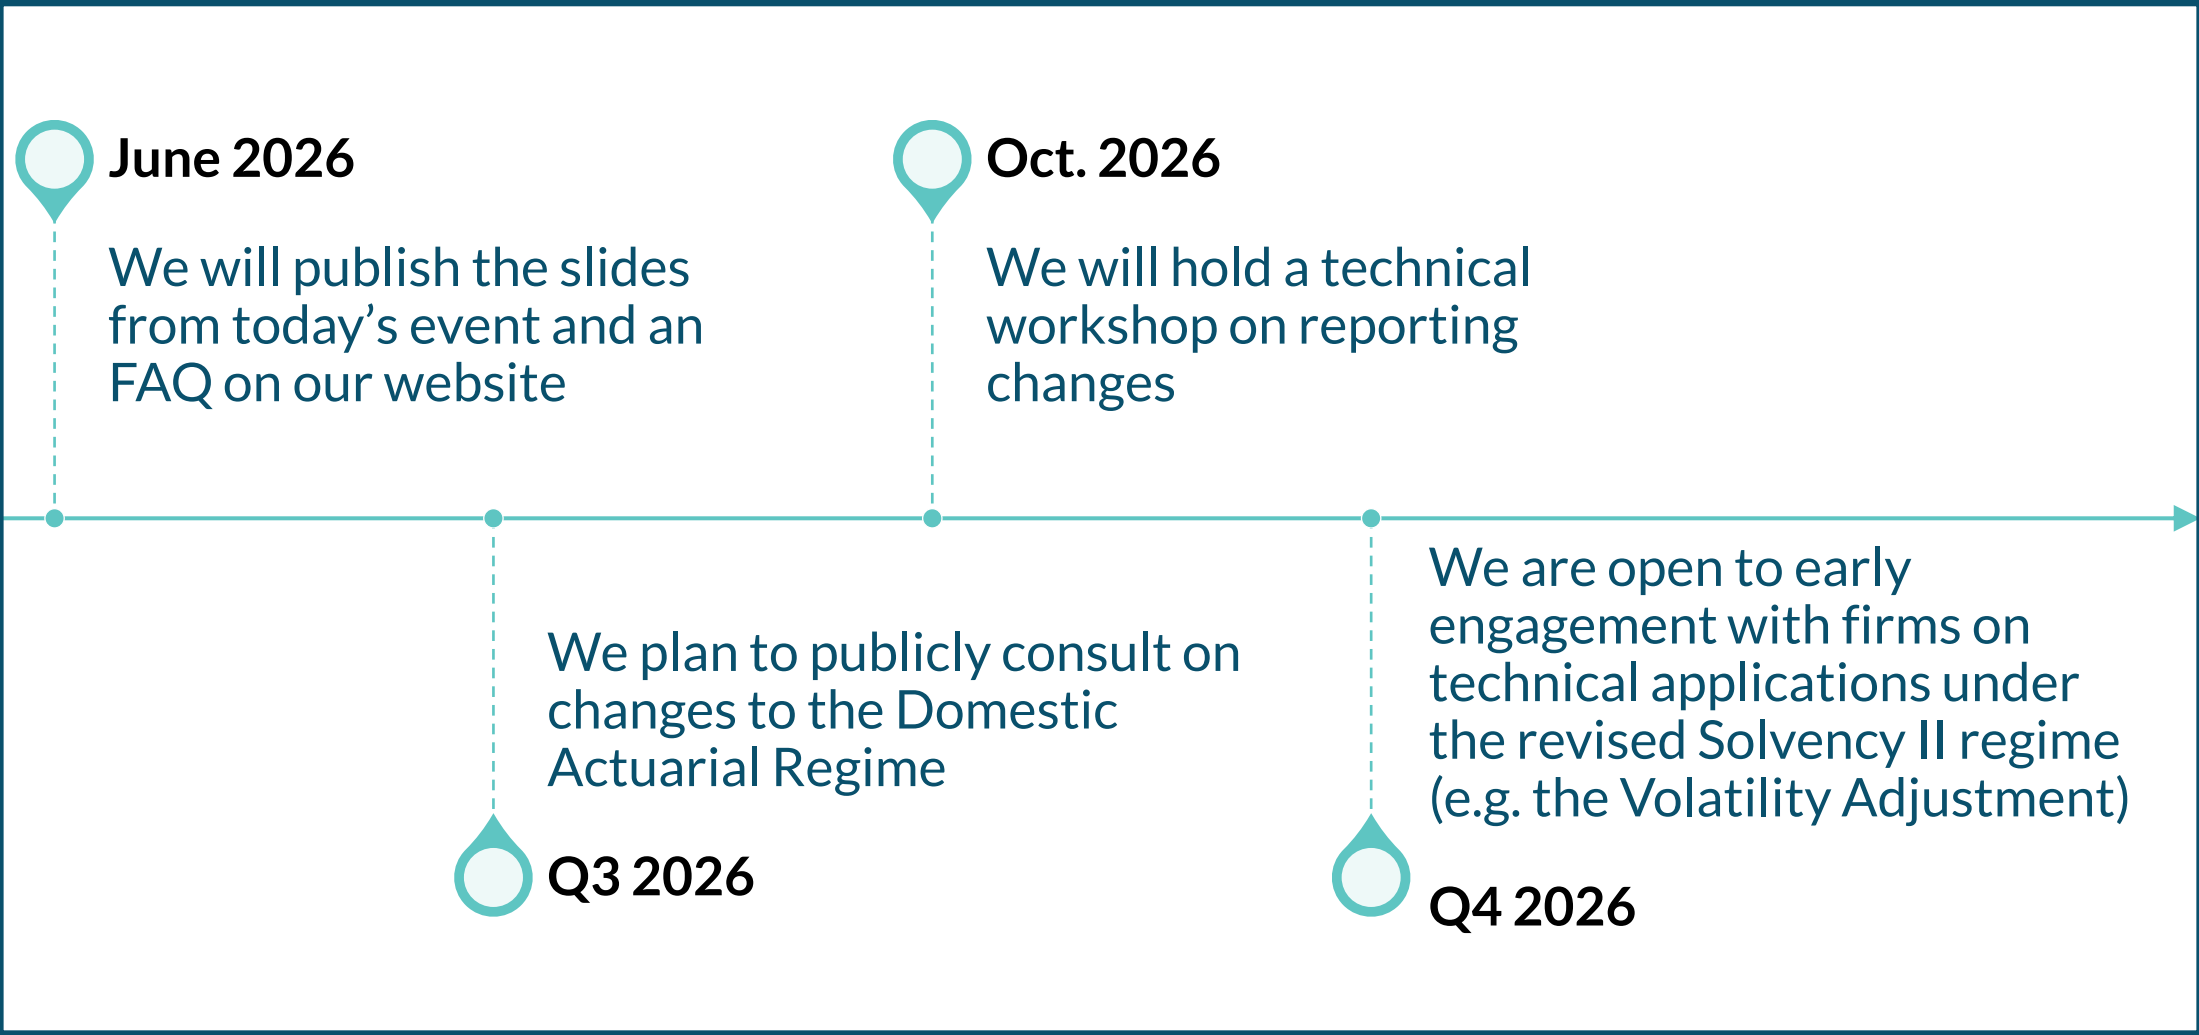 June 2026
We will publish the slides
from today’s event and an
FAQ on our website
Oct. 2026
We will hold a technical
workshop on reporting
changes
We plan to publicly consult on
changes to the Domestic
Actuarial Regime
Q3 2026
We are open to early
engagement with firms on
technical applications under
the revised Solvency II regime
(e.g. the Volatility Adjustment)
Q4 2026